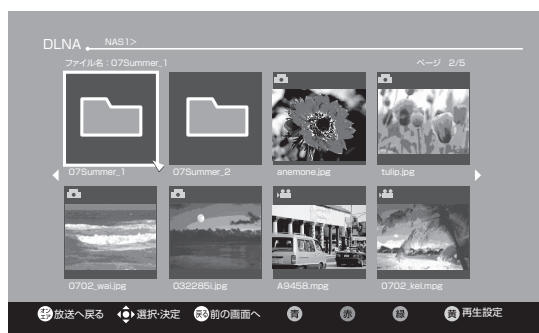 DLNA NAS1>
ファイル名：07Summer_1 ページ 2/5
07Summer_1 07Summer_2 anemone.jpg tulip.jpg
0702_wai.jpg 032285i.jpg A9458.mpg 0702_kei.mpg
放送へ戻る 選択・決定 戻る 前の画面へ 青 赤 緑 黄 再生設定